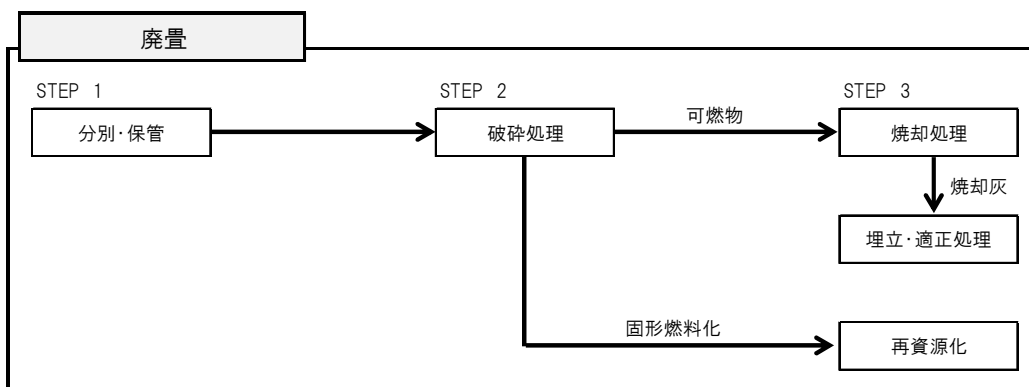 廃畳
STEP 1
分別・保管
STEP 2
破砕処理
可燃物
STEP 3
焼却処理
焼却灰
埋立・適正処理
固形燃料化
再資源化